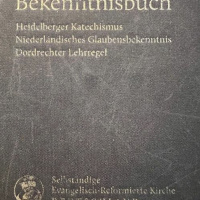 Bekenntnisbuch
Heidelberger Katechismus
Niederländisches Glaubensbekenntnis
Dordrechter Lehrregel
Selbständige
Evangelisch-Reformierte Kirche